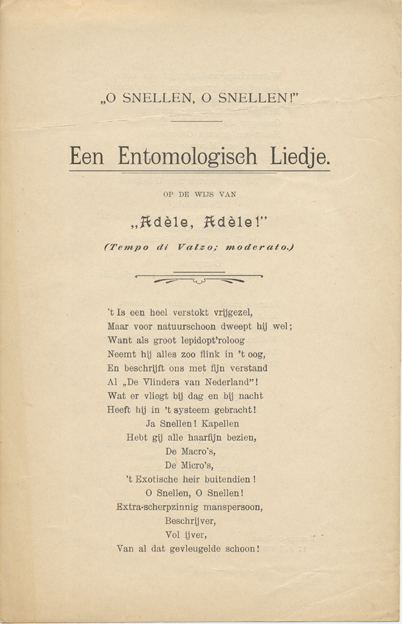 „O SNELLEN, O SNELLEN!”
Een Entomologisch Liedje.
OP DE WIJS VAN
„Adèle, Adèle!”
(Tempo di Valzo; moderato.)
't Is een heel verstokt vrijgezel,
Maar voor natuurschoon dweept hij wel;
Want als groot lepidopt'roloog
Neemt hij alles zoo flink in 't oog,
En beschrijft ons met fijn verstand
Al „De Vlinders van Nederland”!
Wat er vliegt bij dag en bij nacht
Heeft hij in 't systeem gebracht!
Ja Snellen! Kapellen
Hebt gij alle haarfijn bezien,
De Macro's,
De Micro's,
't Exotische heir buitendien!
O Snellen, O Snellen!
Extra-scherpzinnig manspersoon,
Beschrijver,
Vol ijver,
Van al dat gevleugelde schoon!